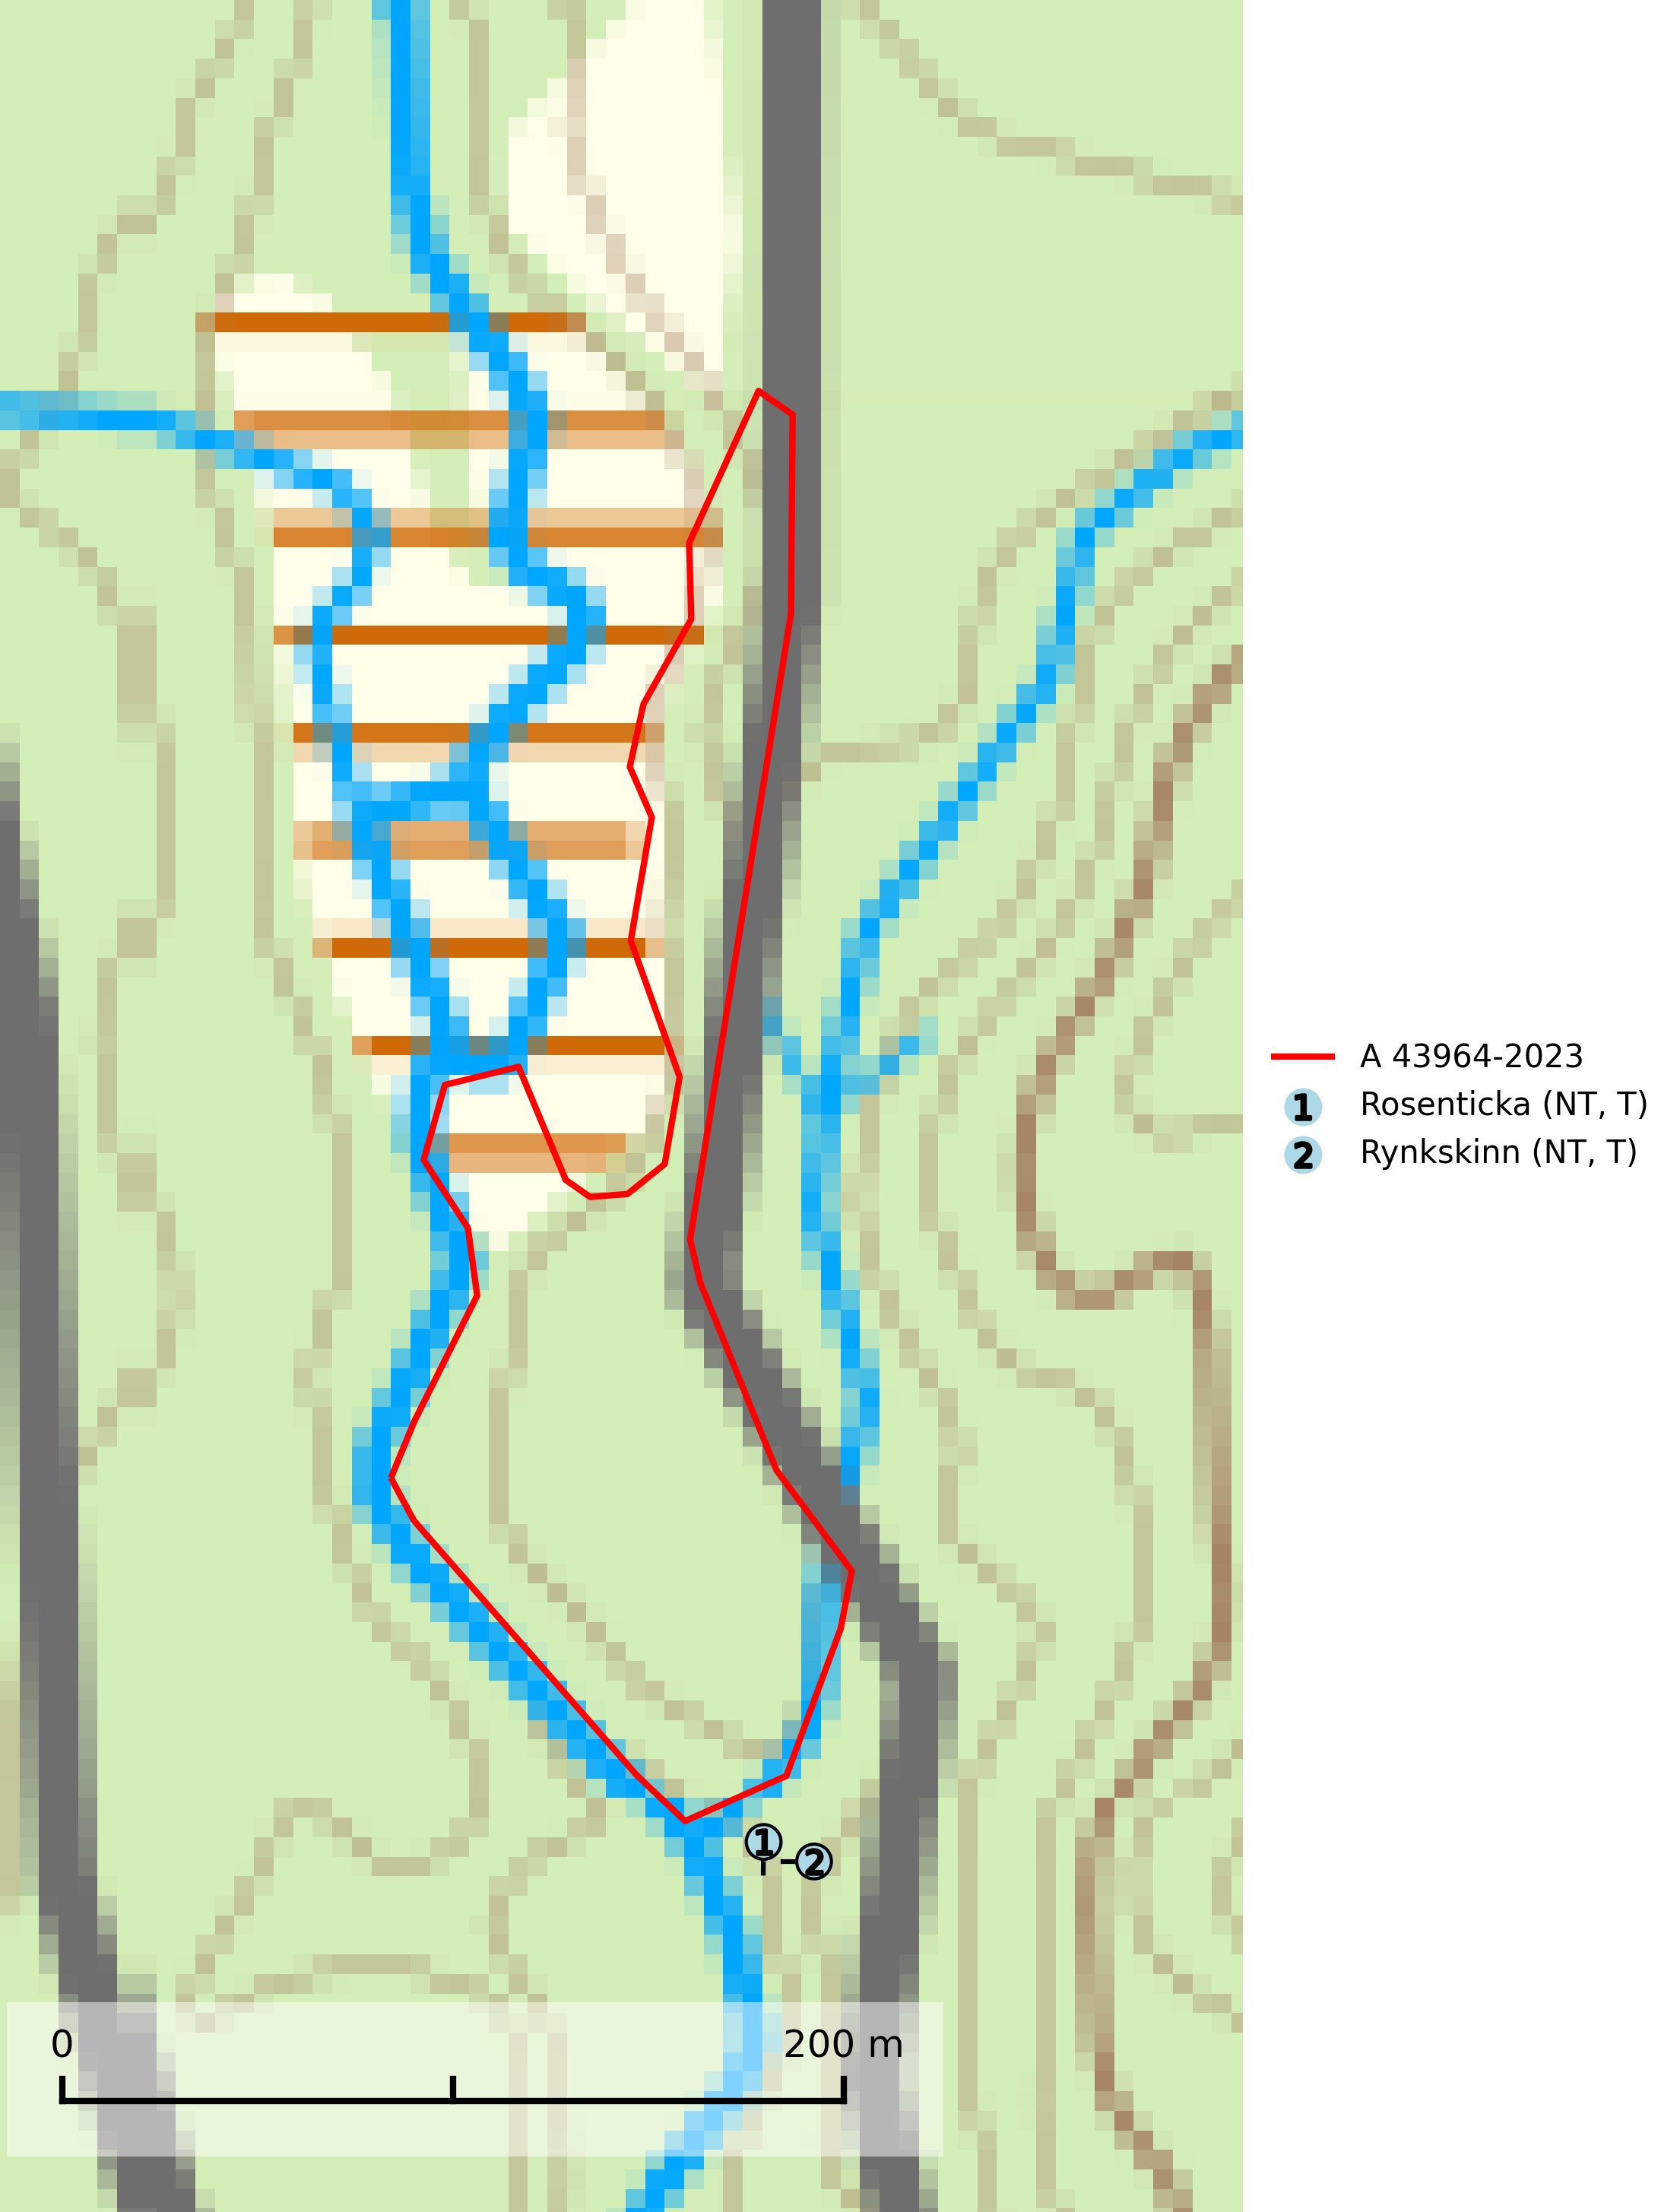 A 43964-2023
1 Rosenticka (NT, T)
2 Rynkskinn (NT, T)
1
2
0 200 m